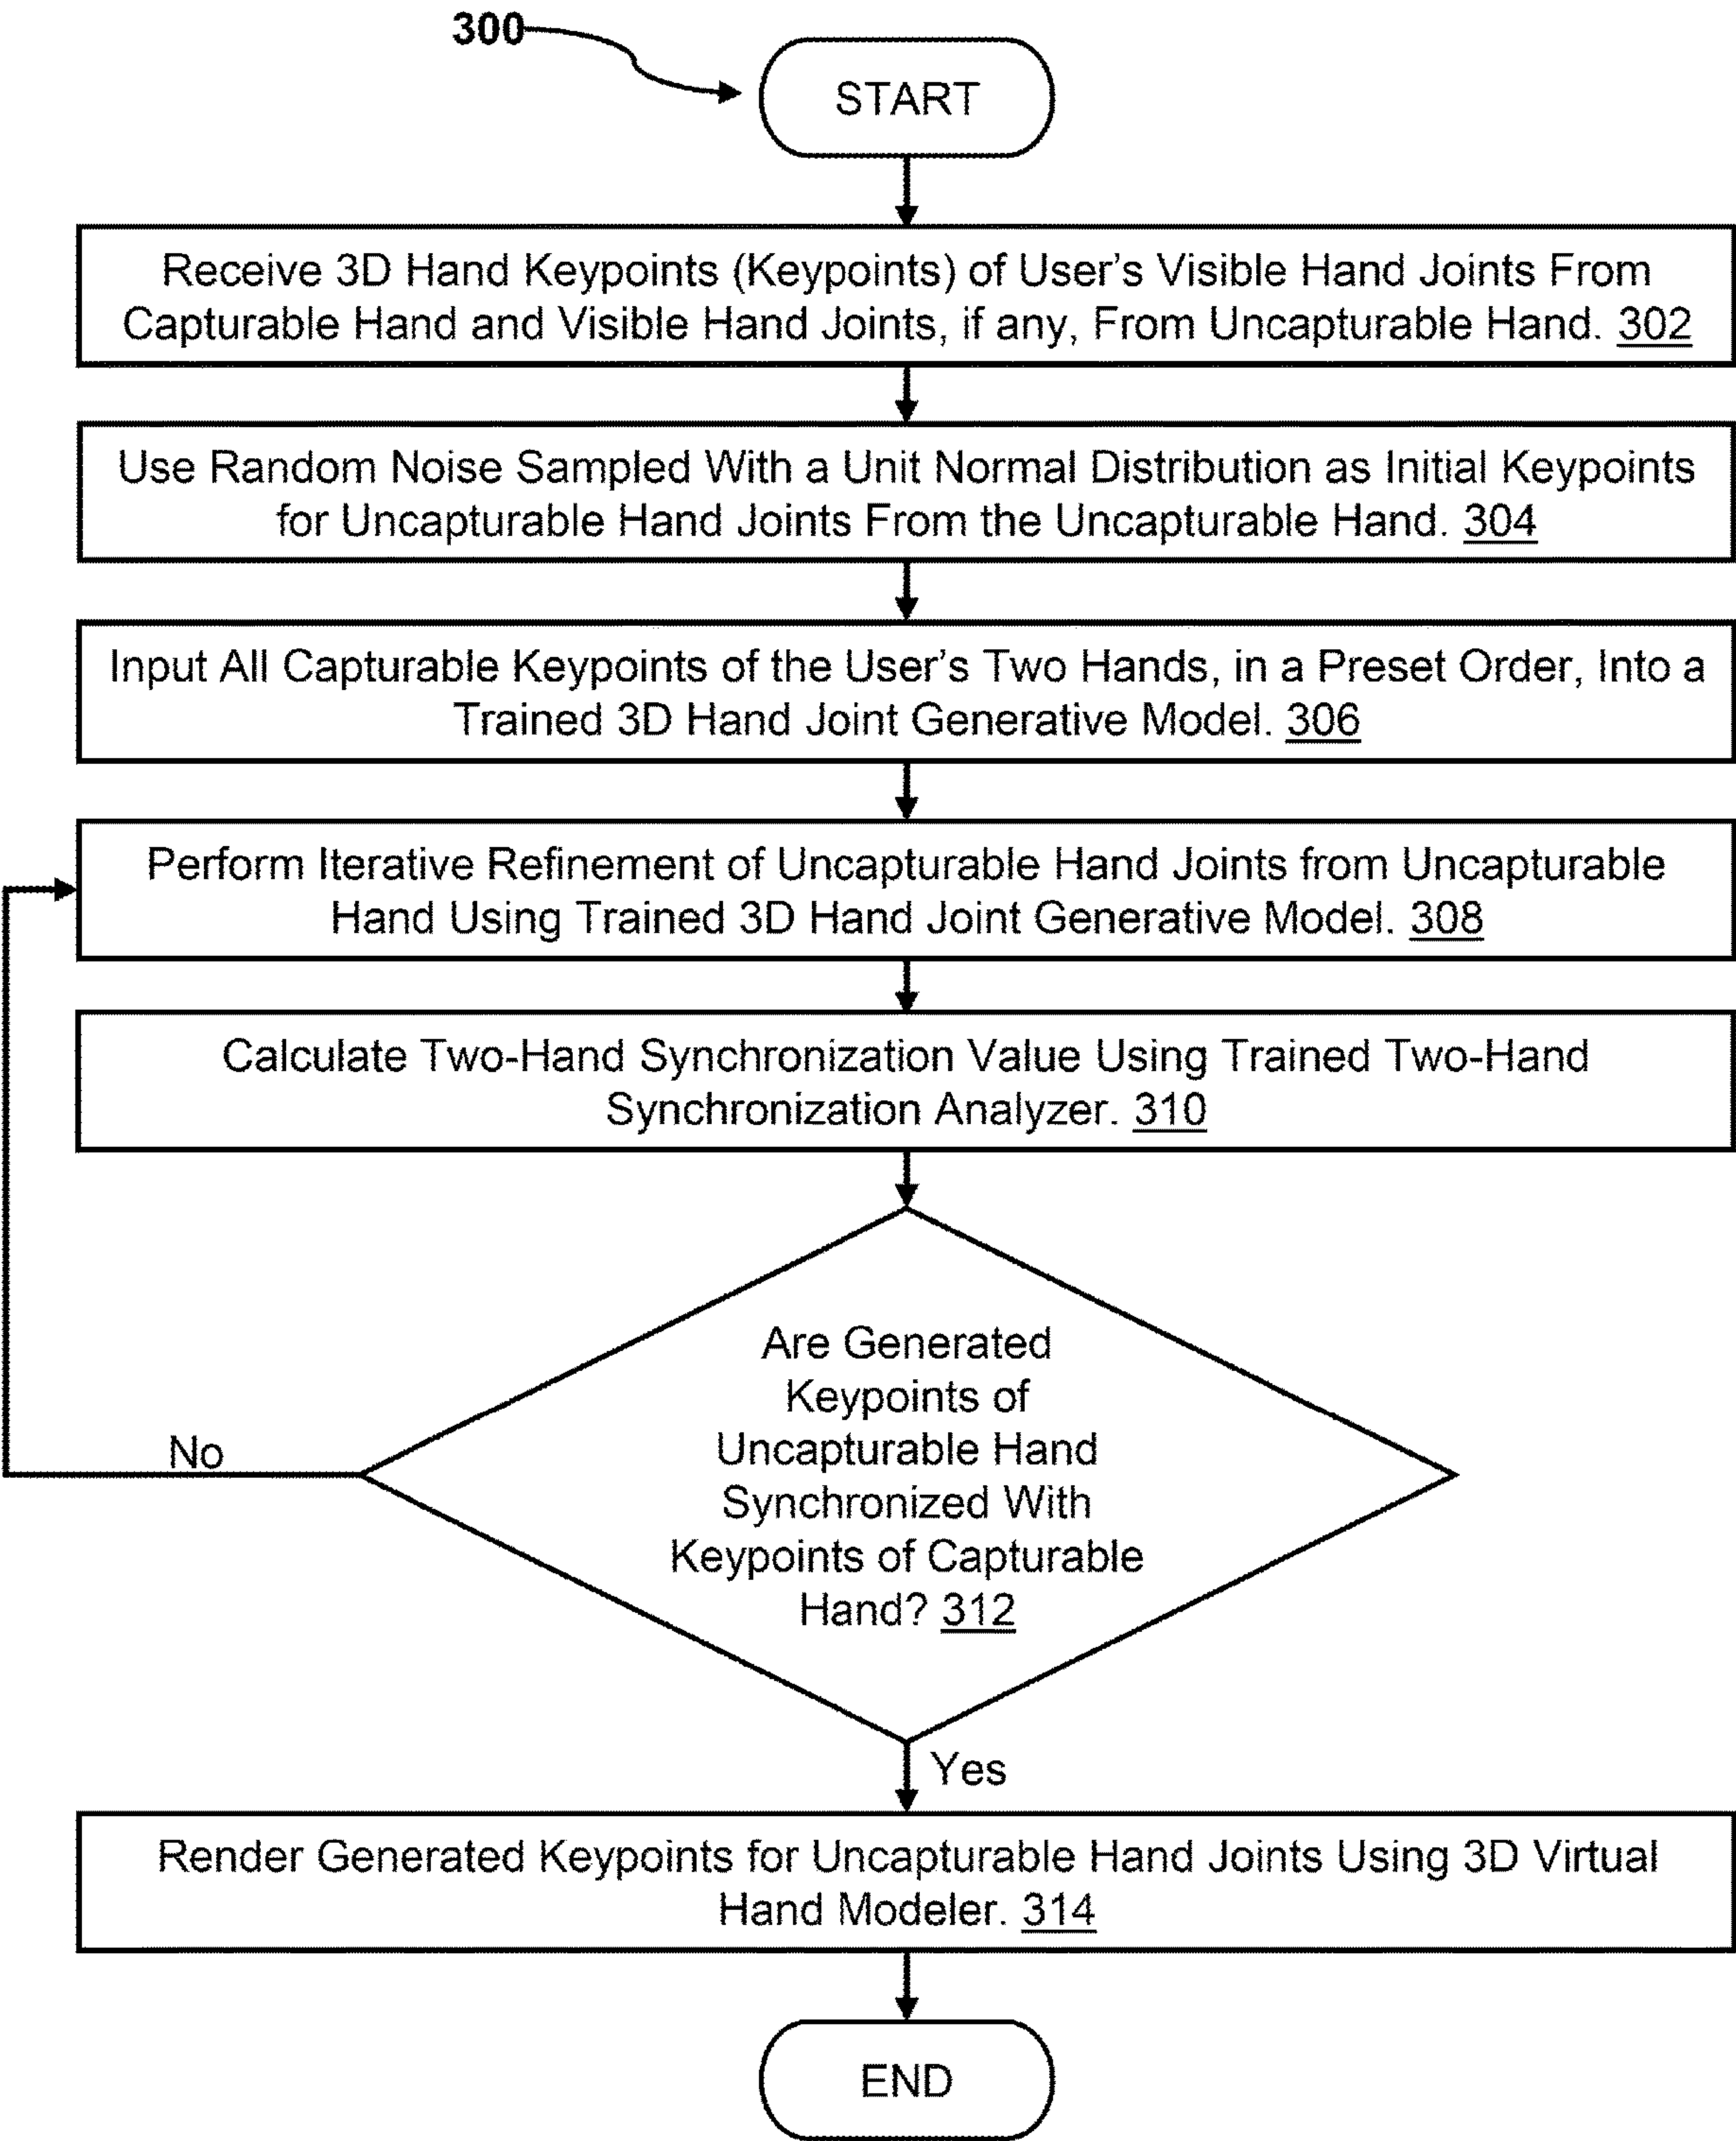 300
START
Receive 3D Hand Keypoints (Keypoints) of User's Visible Hand Joints From
Capturable Hand and Visible Hand Joints, if any, From Uncapturable Hand. 302
Use Random Noise Sampled With a Unit Normal Distribution as Initial Keypoints
for Uncapturable Hand Joints From the Uncapturable Hand. 304
Input All Capturable Keypoints of the User's Two Hands, in a Preset Order, Into a
Trained 3D Hand Joint Generative Model. 306
Perform Iterative Refinement of Uncapturable Hand Joints from Uncapturable
Hand Using Trained 3D Hand Joint Generative Model. 308
Calculate Two-Hand Synchronization Value Using Trained Two-Hand
Synchronization Analyzer. 310
Are Generated
Keypoints of
Uncapturable Hand
Synchronized With
Keypoints of Capturable
Hand? 312
No
Yes
Render Generated Keypoints for Uncapturable Hand Joints Using 3D Virtual
Hand Modeler. 314
END